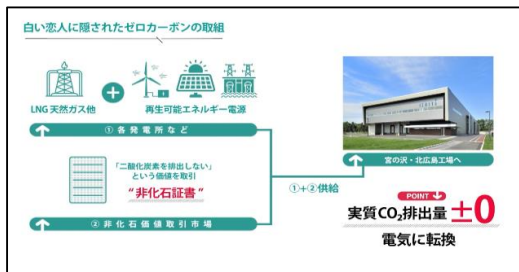 白い恋人に隠されたゼロカーボンの取組
LNG 天然ガス他
再生可能エネルギー電源
①各発電所など
「二酸化炭素を排出しない」
という価値を取引
“非化石証書”
②非化石価値取引市場
①+②供給
宮の沢・北広島工場へ
POINT
実質CO₂排出量 ±0
電気に転換